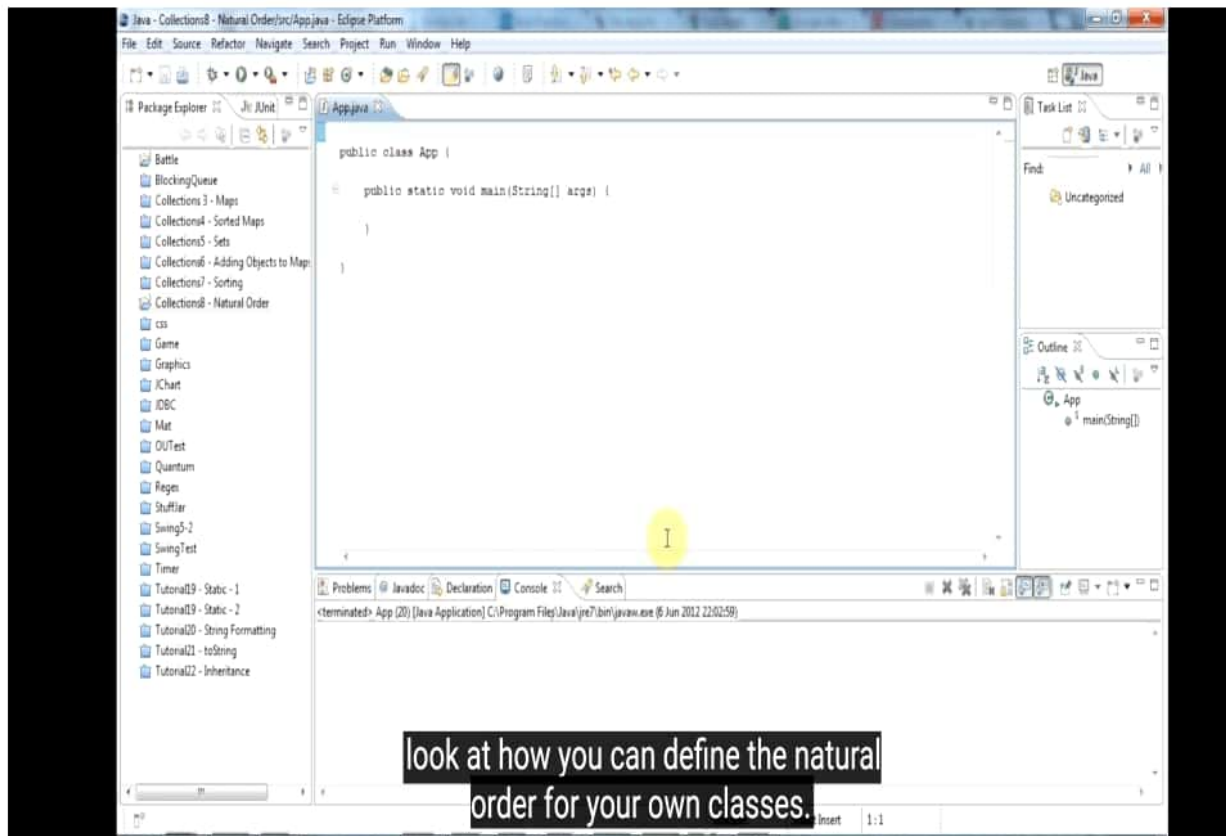 Java - Collections8 - Natural Order/src/App.java - Eclipse Platform
File Edit Source Refactor Navigate Search Project Run Window Help
Java
Package Explorer JUnit
App.java
Task List
Battle
BlockingQueue
Collections 3 - Maps
Collections4 - Sorted Maps
Collections5 - Sets
Collections6 - Adding Objects to Maps
Collections7 - Sorting
Collections8 - Natural Order
css
Game
Graphics
JChart
JDBC
Mat
OUTest
Quantum
Regex
Stuffler
Swing5-2
SwingTest
Timer
Tutorial19 - Static - 1
Tutorial19 - Static - 2
Tutorial20 - String Formatting
Tutorial21 - toString
Tutorial22 - Inheritance
public class App {
public static void main(String[] args) {
}
}
Find: All
Uncategorized
Outline
App
main(String[])
Problems @ Javadoc Declaration Console Search
<terminated> App (20) [Java Application] C:\Program Files\Java\jre7\bin\javaw.exe (6 Jun 2012 22:02:59)
look at how you can define the natural
order for your own classes.
Insert 1:1